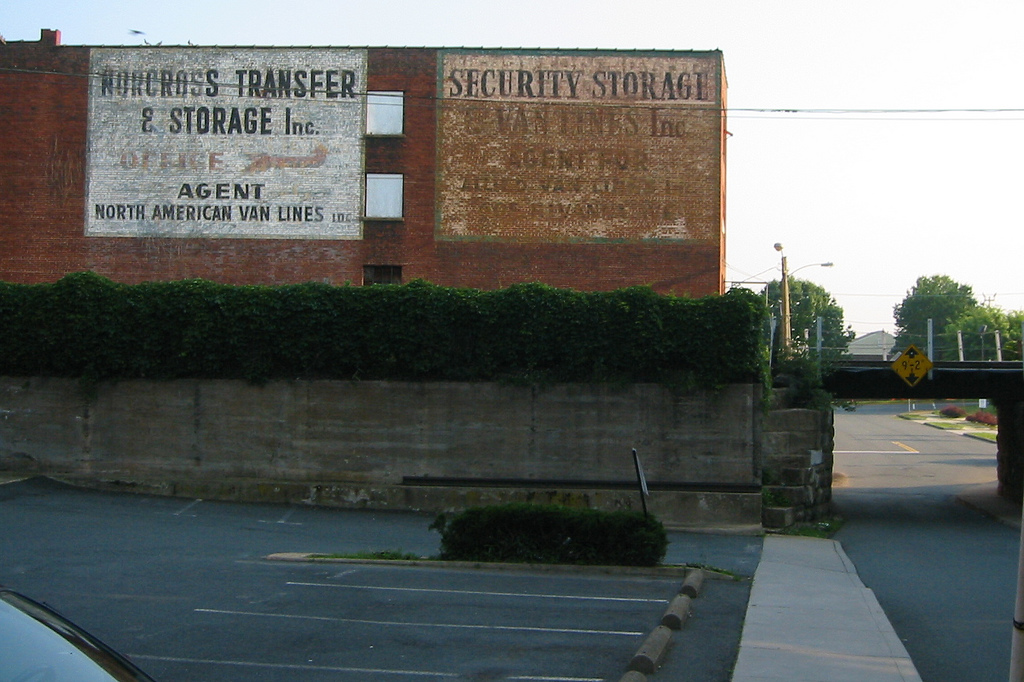 NORCROSS TRANSFER
& STORAGE Inc.
OFFICE
AGENT
NORTH AMERICAN VAN LINES INC
SECURITY STORAGE
& VAN LINES Inc
AGENT FOR
VAN
9-2